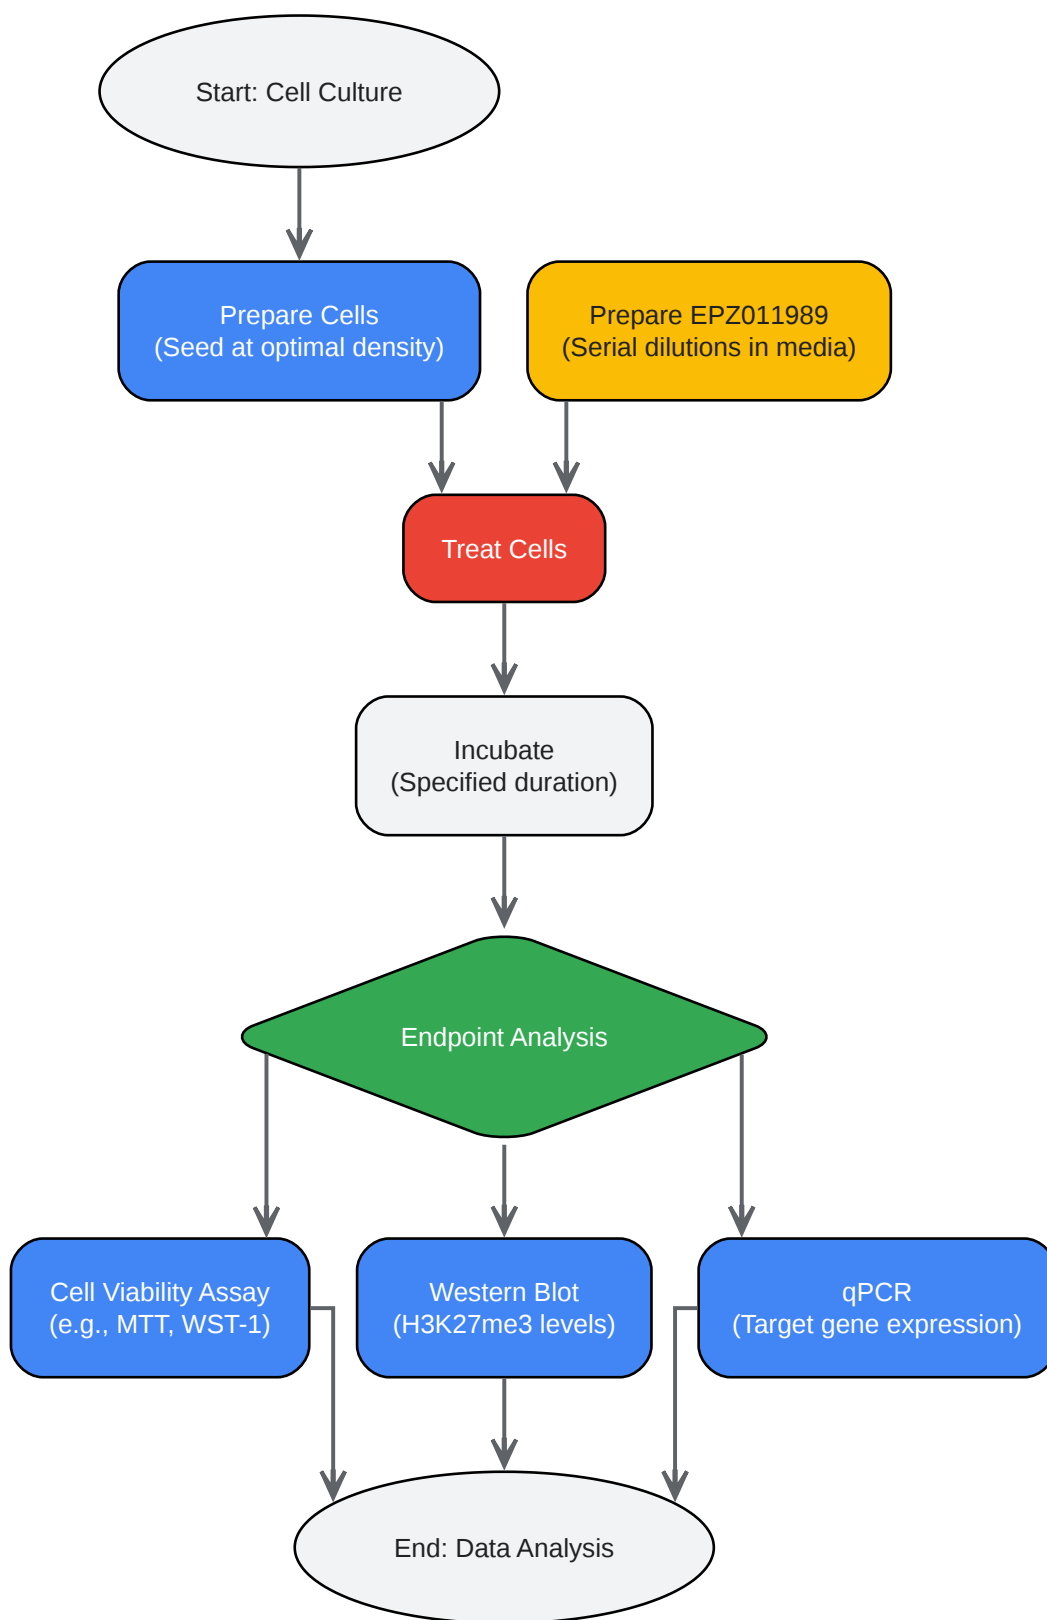 Start: Cell Culture
Prepare Cells
(Seed at optimal density)
Prepare EPZ011989
(Serial dilutions in media)
Treat Cells
Incubate
(Specified duration)
Endpoint Analysis
Cell Viability Assay
(e.g., MTT, WST-1)
Western Blot
(H3K27me3 levels)
qPCR
(Target gene expression)
End: Data Analysis